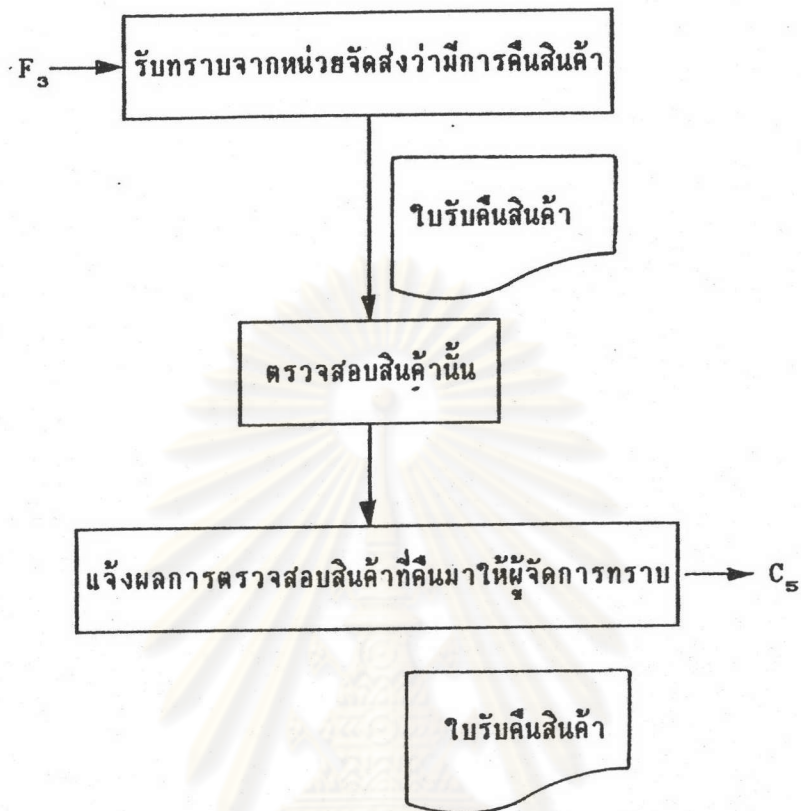 F₃
รับทราบจากหน่วยจัดส่งว่ามีการคืนสินค้า
ใบรับคืนสินค้า
ตรวจสอบสินค้านั้น
แจ้งผลการตรวจสอบสินค้าที่คืนมาให้ผู้จัดการทราบ
C₅
ใบรับคืนสินค้า